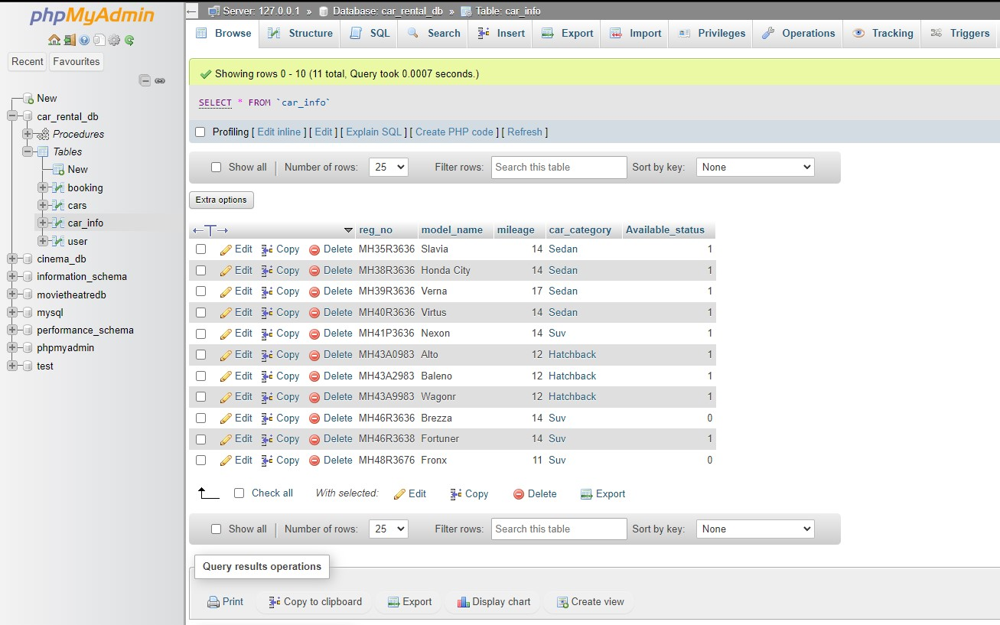 phpMyAdmin
Recent Favourites
New
car_rental_db
Procedures
Tables
New
booking
cars
car_info
user
cinema_db
information_schema
movietheatredb
mysql
performance_schema
phpmyadmin
test
Server: 127.0.0.1 » Database: car_rental_db » Table: car_info
Browse Structure SQL Search Insert Export Import Privileges Operations Tracking Triggers
Showing rows 0 - 10 (11 total, Query took 0.0007 seconds.)
SELECT * FROM `car_info`
Profiling [ Edit inline ] [ Edit ] [ Explain SQL ] [ Create PHP code ] [ Refresh ]
Show all | Number of rows: 25 Filter rows: Search this table Sort by key: None
Extra options
←T→ reg_no model_name mileage car_category Available_status
Edit Copy Delete MH35R3636 Slavia 14 Sedan 1
Edit Copy Delete MH38R3636 Honda City 14 Sedan 1
Edit Copy Delete MH39R3636 Verna 17 Sedan 1
Edit Copy Delete MH40R3636 Virtus 14 Sedan 1
Edit Copy Delete MH41P3636 Nexon 14 Suv 1
Edit Copy Delete MH43A0983 Alto 12 Hatchback 1
Edit Copy Delete MH43A2983 Baleno 12 Hatchback 1
Edit Copy Delete MH43A9983 Wagonr 12 Hatchback 1
Edit Copy Delete MH46R3636 Brezza 14 Suv 0
Edit Copy Delete MH46R3638 Fortuner 14 Suv 1
Edit Copy Delete MH48R3676 Fronx 11 Suv 0
Check all With selected: Edit Copy Delete Export
Show all | Number of rows: 25 Filter rows: Search this table Sort by key: None
Query results operations
Print Copy to clipboard Export Display chart Create view